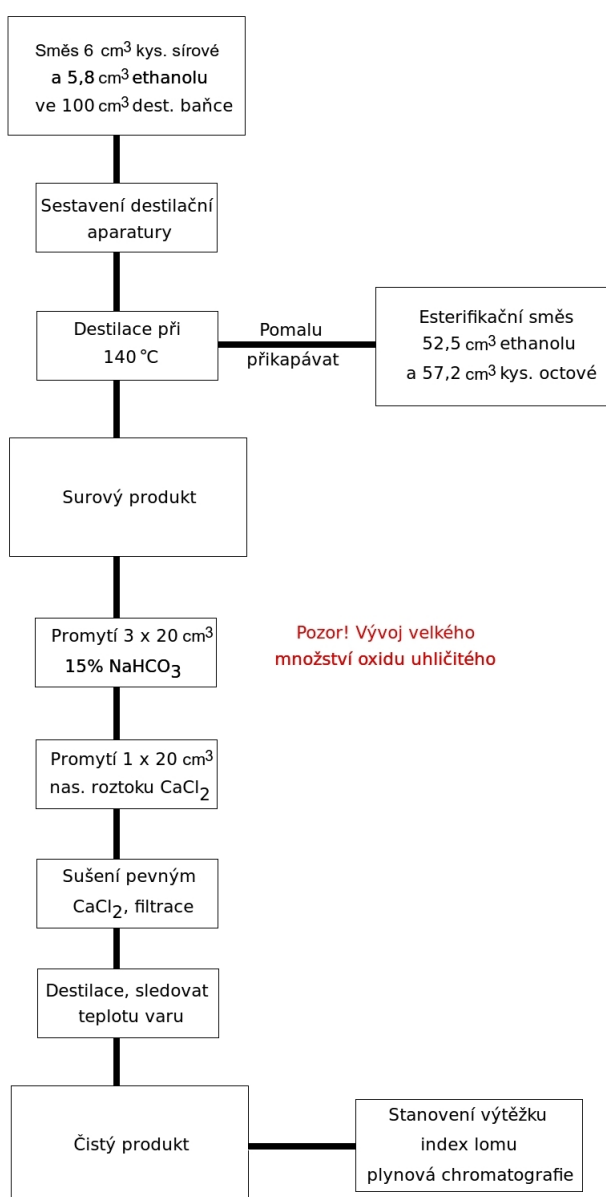 Směs 6 cm³ kys. sírové
a 5,8 cm³ ethanolu
ve 100 cm³ dest. baňce
Sestavení destilační
aparatury
Destilace při
140 °C
Pomalu
přikapávat
Esterifikační směs
52,5 cm³ ethanolu
a 57,2 cm³ kys. octové
Surový produkt
Promytí 3 x 20 cm³
15% NaHCO₃
Pozor! Vývoj velkého
množství oxidu uhličitého
Promytí 1 x 20 cm³
nas. roztoku CaCl₂
Sušení pevným
CaCl₂, filtrace
Destilace, sledovat
teplotu varu
Čistý produkt
Stanovení výtěžku
index lomu
plynová chromatografie